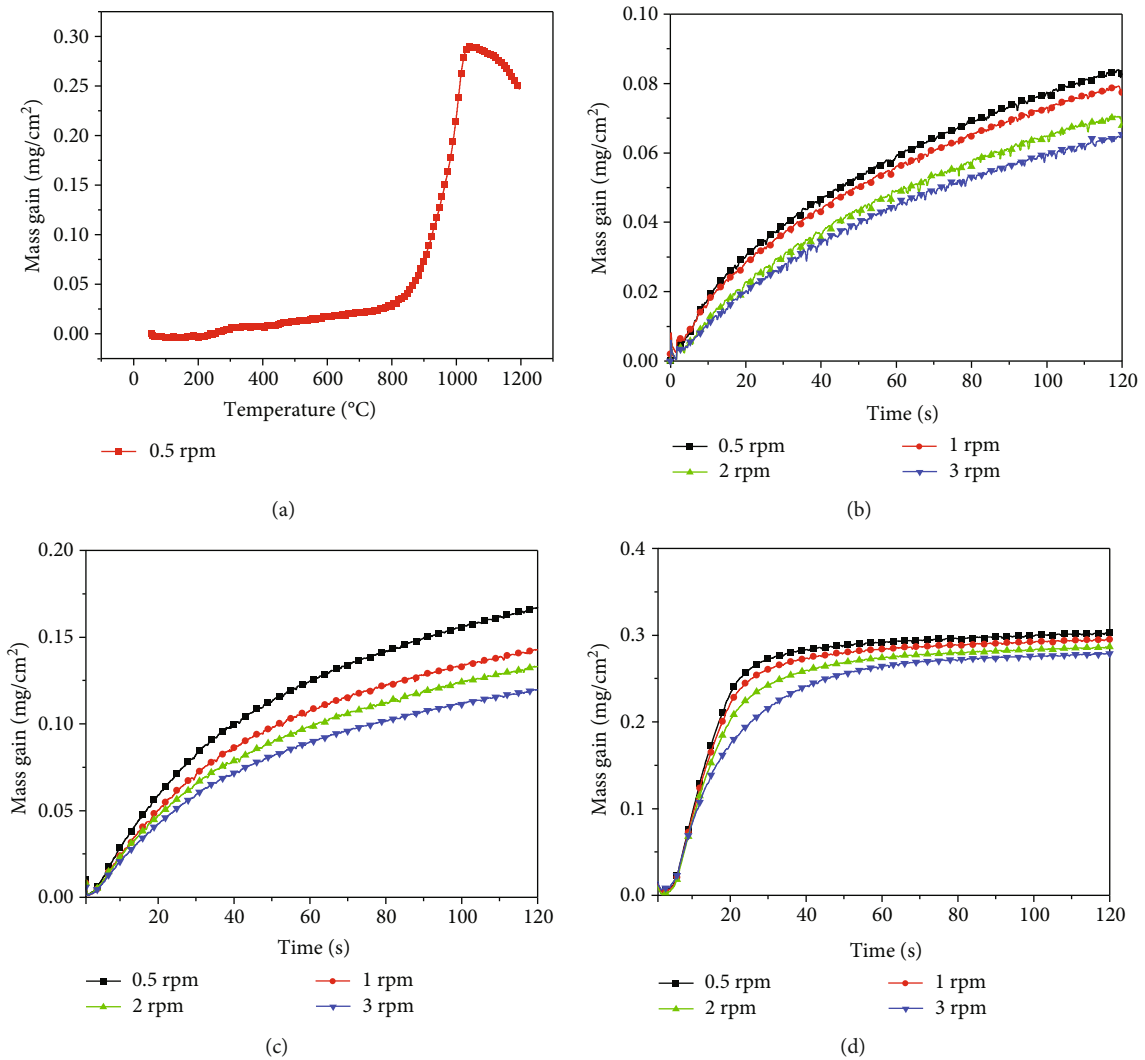 0.30
0.25
0.20
0.15
0.10
0.05
0.00
Mass gain (mg/cm²)
0 200 400 600 800 1000 1200
Temperature (°C)
0.5 rpm
(a)
0.10
0.08
0.06
0.04
0.02
0.00
Mass gain (mg/cm²)
0 20 40 60 80 100 120
Time (s)
0.5 rpm 1 rpm
2 rpm 3 rpm
(b)
0.20
0.15
0.10
0.05
0.00
Mass gain (mg/cm²)
20 40 60 80 100 120
Time (s)
0.5 rpm 1 rpm
2 rpm 3 rpm
(c)
0.4
0.3
0.2
0.1
0.0
Mass gain (mg/cm²)
20 40 60 80 100 120
Time (s)
0.5 rpm 1 rpm
2 rpm 3 rpm
(d)